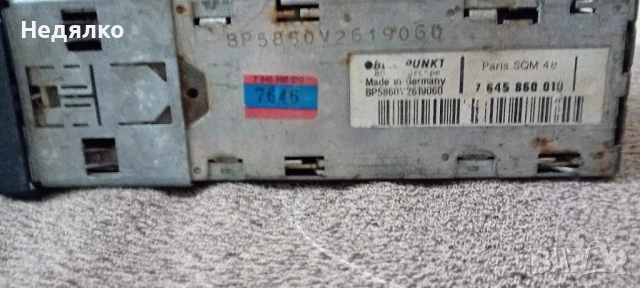 Недялко
BP5860V2619060
7 645 860 010
7646
PUNKT
Paris SQM 48
Made in Germany
BP5860V2619060
7 645 860 010
BAZAR